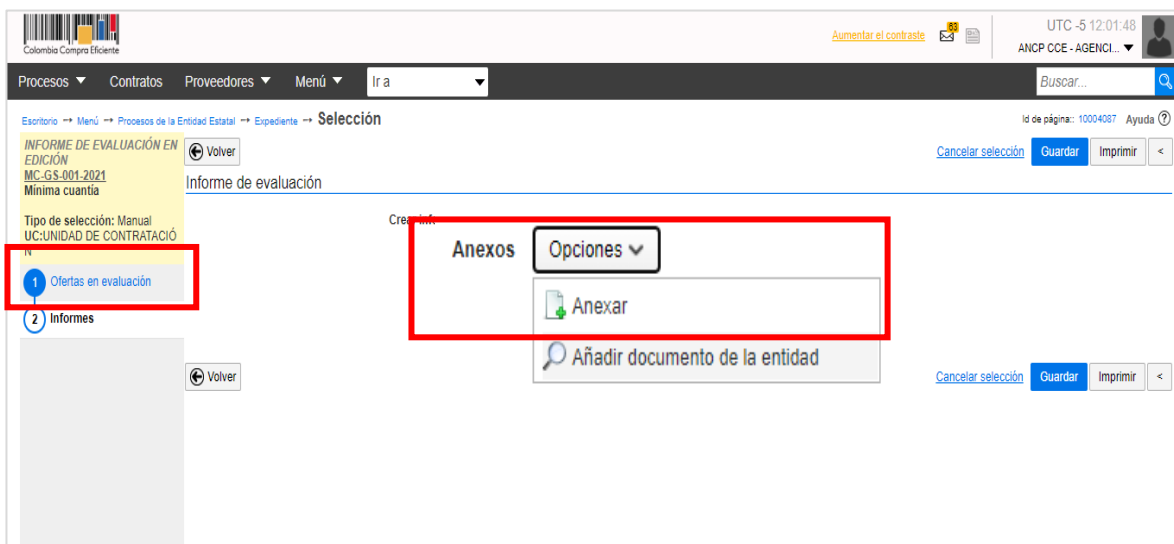 Colombia Compra Eficiente
Aumentar el contraste
63
UTC -5 12:01:48
ANCP CCE - AGENCI...
Procesos Contratos Proveedores Menú Ir a Buscar...
Escritorio → Menú → Procesos de la Entidad Estatal → Expediente → Selección
Id de página:: 10004087 Ayuda ?
INFORME DE EVALUACIÓN EN
EDICIÓN
MC-GS-001-2021
Mínima cuantía
Tipo de selección: Manual
UC:UNIDAD DE CONTRATACIÓ
N
1 Ofertas en evaluación
2 Informes
Volver
Cancelar selección Guardar Imprimir <
Informe de evaluación
Anexos Opciones
Anexar
Añadir documento de la entidad
Volver
Cancelar selección Guardar Imprimir <